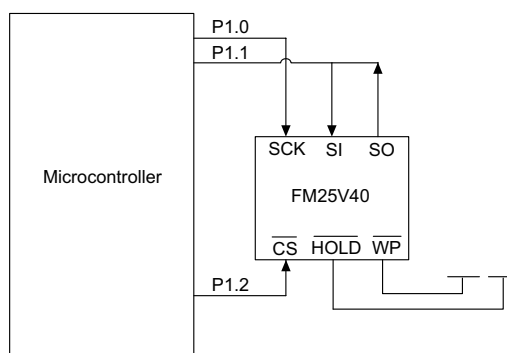 P1.0
P1.1
SCK SI SO
Microcontroller
FM25V40
CS HOLD WP
P1.2